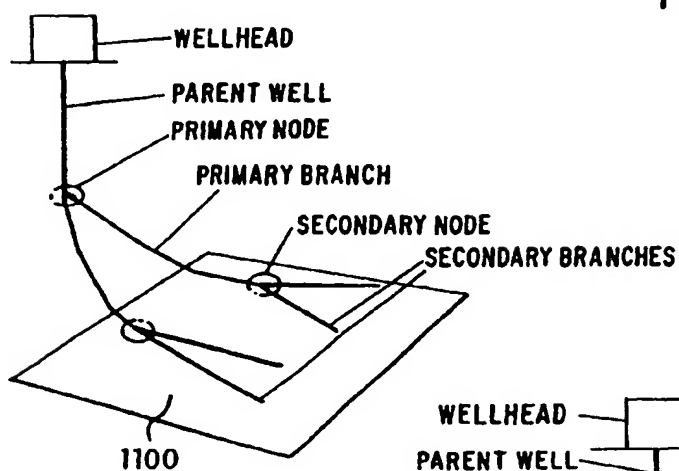 WELLHEAD
PARENT WELL
PRIMARY NODE
PRIMARY BRANCH
SECONDARY NODE
SECONDARY BRANCHES
1100
WELLHEAD
PARENT WELL